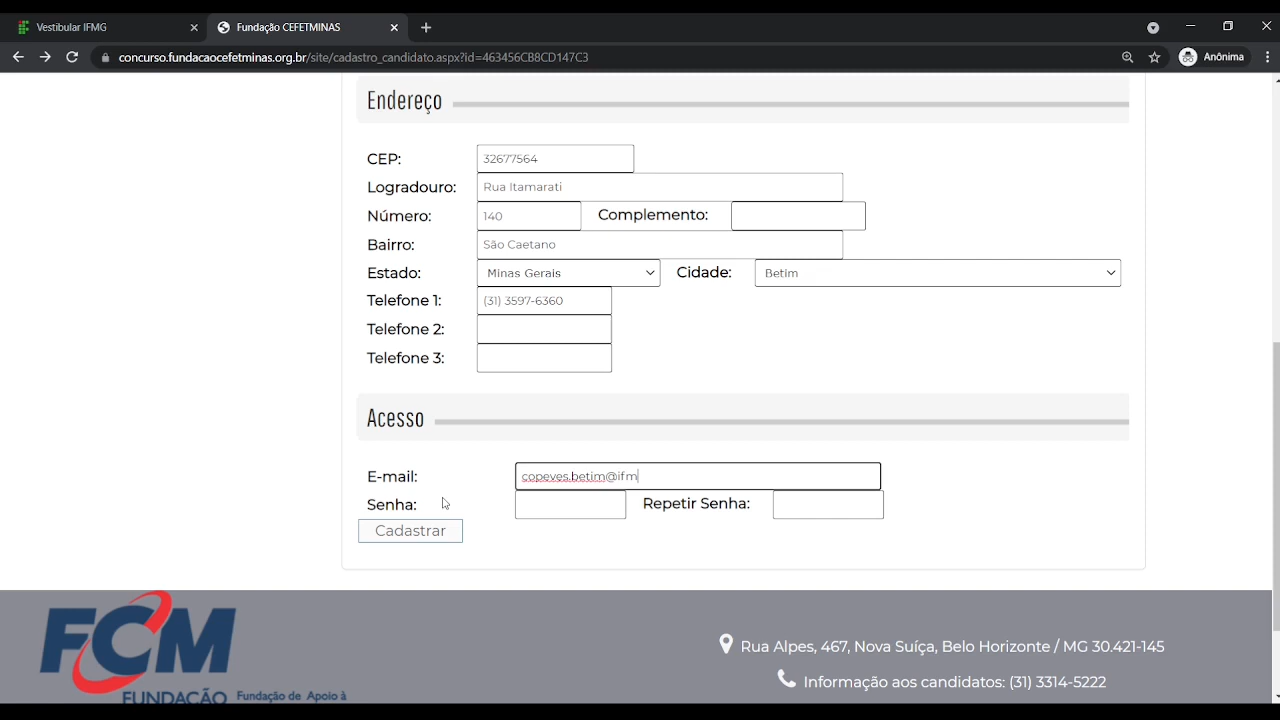 Vestibular IFMG
Fundação CEFETMINAS
concurso.fundacaocefetminas.org.br/site/cadastro_candidato.aspx?id=463456CB8CD147C3
Anônima
Endereço
CEP: 32677564
Logradouro: Rua Itamarati
Número: 140 Complemento:
Bairro: São Caetano
Estado: Minas Gerais Cidade: Betim
Telefone 1: (31) 3597-6360
Telefone 2:
Telefone 3:
Acesso
E-mail: copeves.betim@ifm
Senha: Repetir Senha:
Cadastrar
FCM
FUNDAÇÃO Fundação de Apoio à
Rua Alpes, 467, Nova Suíça, Belo Horizonte / MG 30.421-145
Informação aos candidatos: (31) 3314-5222